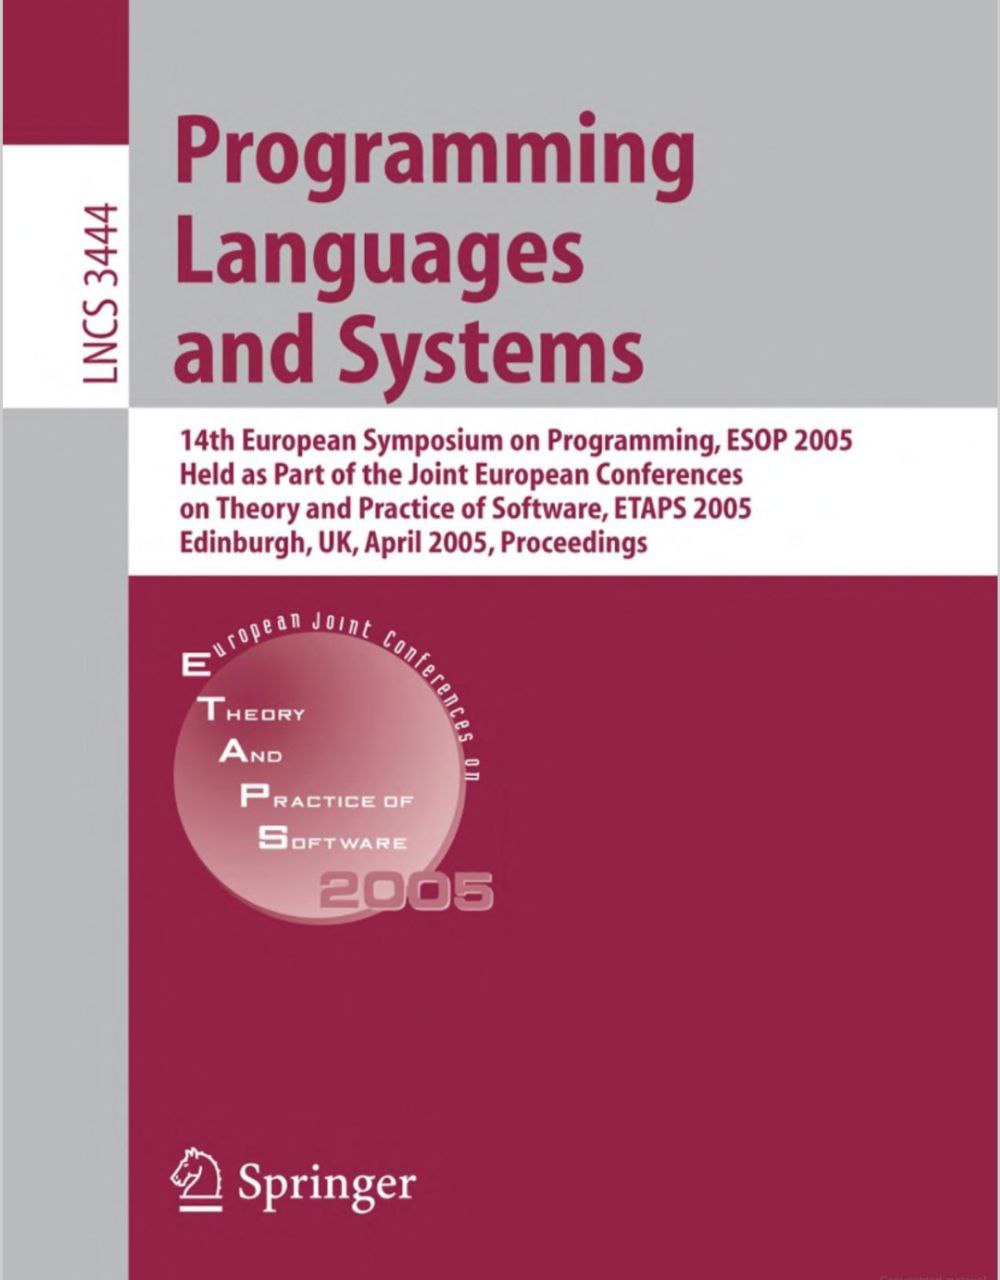 LNCS 3444
Programming
Languages
and Systems
14th European Symposium on Programming, ESOP 2005
Held as Part of the Joint European Conferences
on Theory and Practice of Software, ETAPS 2005
Edinburgh, UK, April 2005, Proceedings
European Joint Conferences on
THEORY
AND
PRACTICE OF
SOFTWARE
2005
Springer